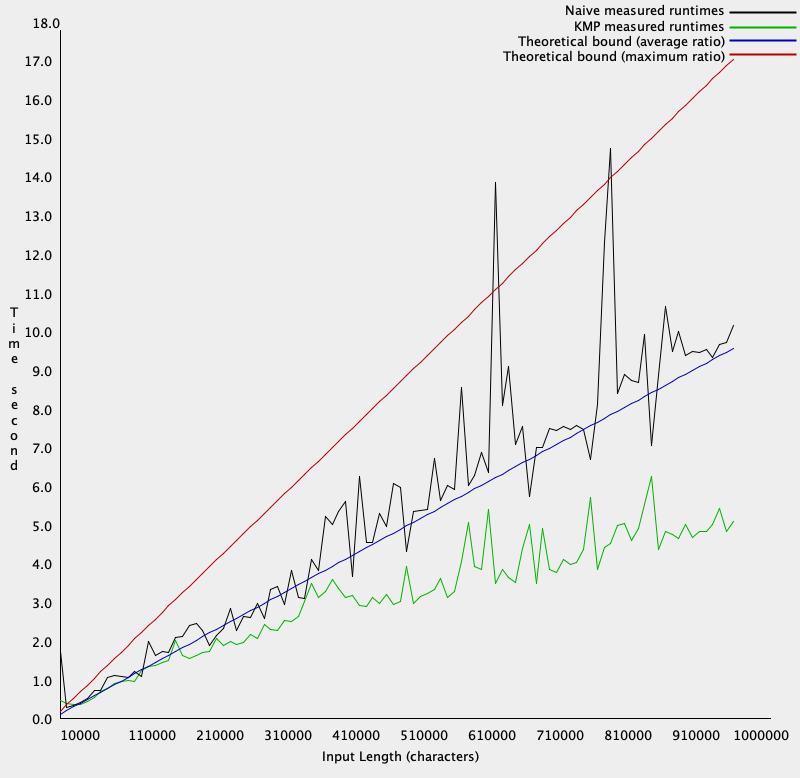 Naive measured runtimes
KMP measured runtimes
Theoretical bound (average ratio)
Theoretical bound (maximum ratio)
18.0
17.0
16.0
15.0
14.0
13.0
12.0
11.0
10.0
9.0
8.0
7.0
6.0
5.0
4.0
3.0
2.0
1.0
0.0
Time second
10000 110000 210000 310000 410000 510000 610000 710000 810000 910000 1000000
Input Length (characters)